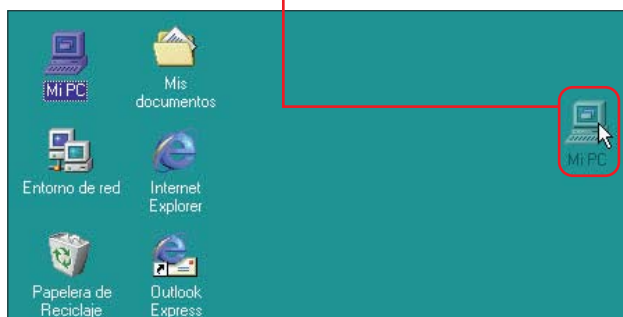 Mi PC
Mis
documentos
Mi PC
Entorno de red
Internet
Explorer
Papelera de
Reciclaje
Outlook
Express